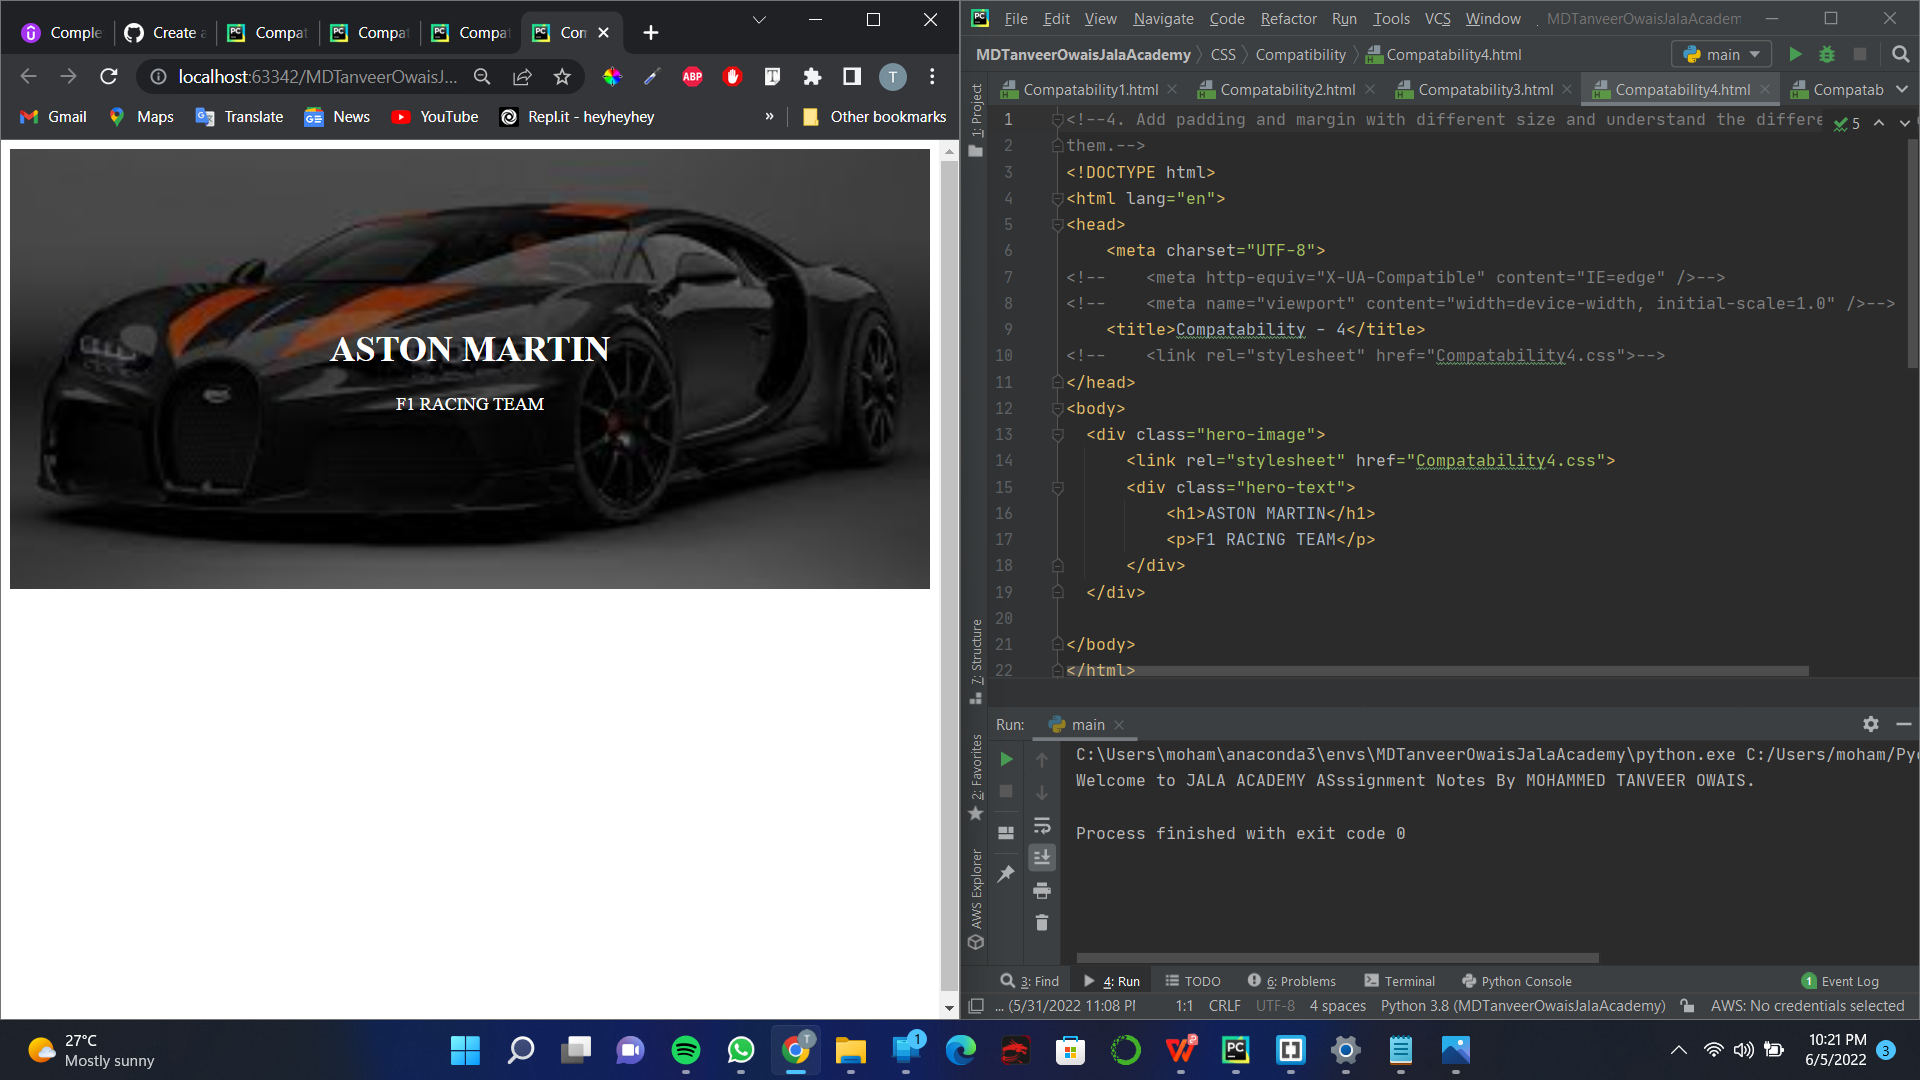 Comple
Create a
Compat
Compat
Compat
Com
localhost:63342/MDTanveerOwaisJ...
ABP
T
Gmail
Maps
Translate
News
YouTube
Repl.it - heyheyhey
»
Other bookmarks
ASTON MARTIN
F1 RACING TEAM
File Edit View Navigate Code Refactor Run Tools VCS Window
MDTanveerOwaisJalaAcadem
MDTanveerOwaisJalaAcademy CSS Compatibility Compatability4.html
main
Compatability1.html Compatability2.html Compatability3.html Compatability4.html Compatab
1: Project
5
1 <!--4. Add padding and margin with different size and understand the differe
2 them.-->
3 <!DOCTYPE html>
4 <html lang="en">
5 <head>
6 <meta charset="UTF-8">
7 <!-- <meta http-equiv="X-UA-Compatible" content="IE=edge" />-->
8 <!-- <meta name="viewport" content="width=device-width, initial-scale=1.0" />-->
9 <title>Compatability - 4</title>
10 <!-- <link rel="stylesheet" href="Compatability4.css">-->
11 </head>
12 <body>
13 <div class="hero-image">
14 <link rel="stylesheet" href="Compatability4.css">
15 <div class="hero-text">
16 <h1>ASTON MARTIN</h1>
17 <p>F1 RACING TEAM</p>
18 </div>
19 </div>
20
21 </body>
22 </html>
7: Structure
2: Favorites
AWS Explorer
Run: main
C:\Users\moham\anaconda3\envs\MDTanveerOwaisJalaAcademy\python.exe C:/Users/moham/Pyc
Welcome to JALA ACADEMY ASssignment Notes By MOHAMMED TANVEER OWAIS.
Process finished with exit code 0
3: Find 4: Run TODO 6: Problems Terminal Python Console 1 Event Log
... (5/31/2022 11:08 PM 1:1 CRLF UTF-8 4 spaces Python 3.8 (MDTanveerOwaisJalaAcademy) AWS: No credentials selected
27°C
Mostly sunny
T
1
10:21 PM
6/5/2022
3